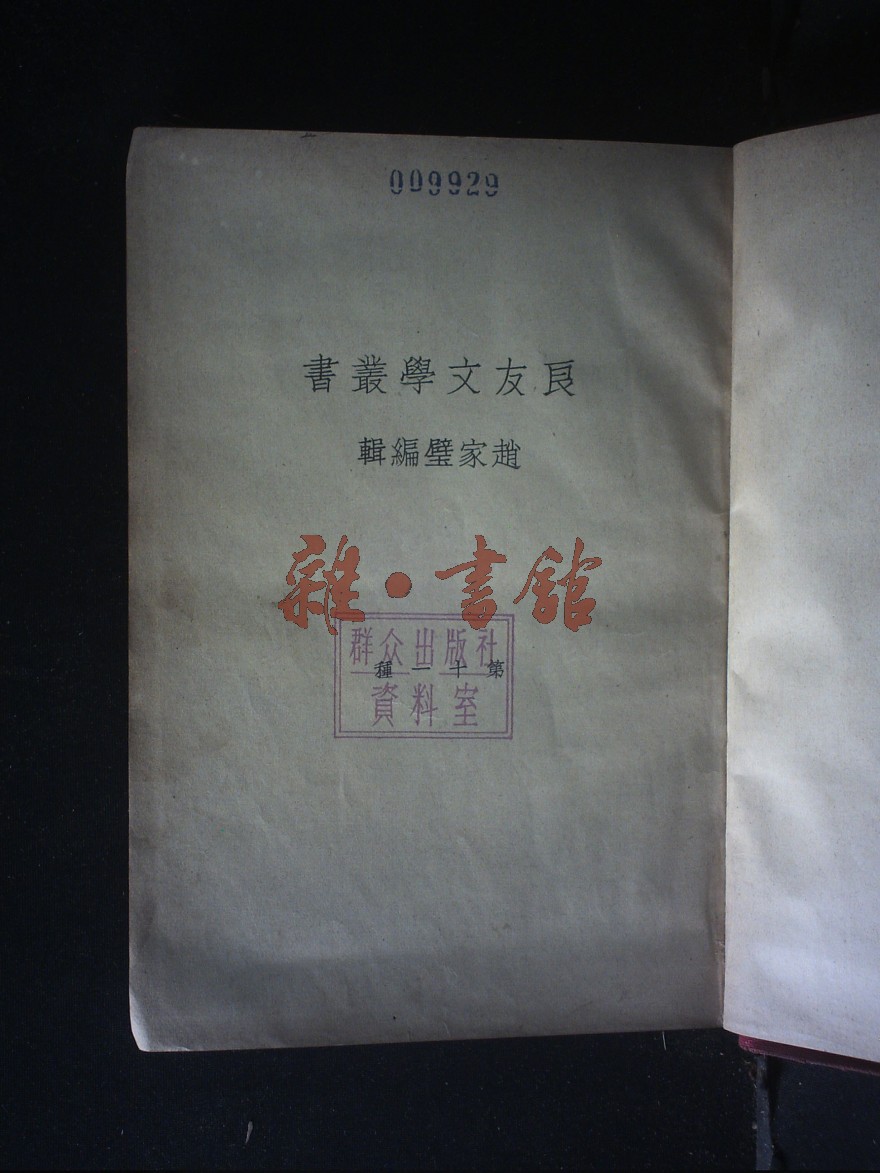 009929
良友文學叢書
趙家璧編輯
雜·書館
群众出版社
第十一種
資料室